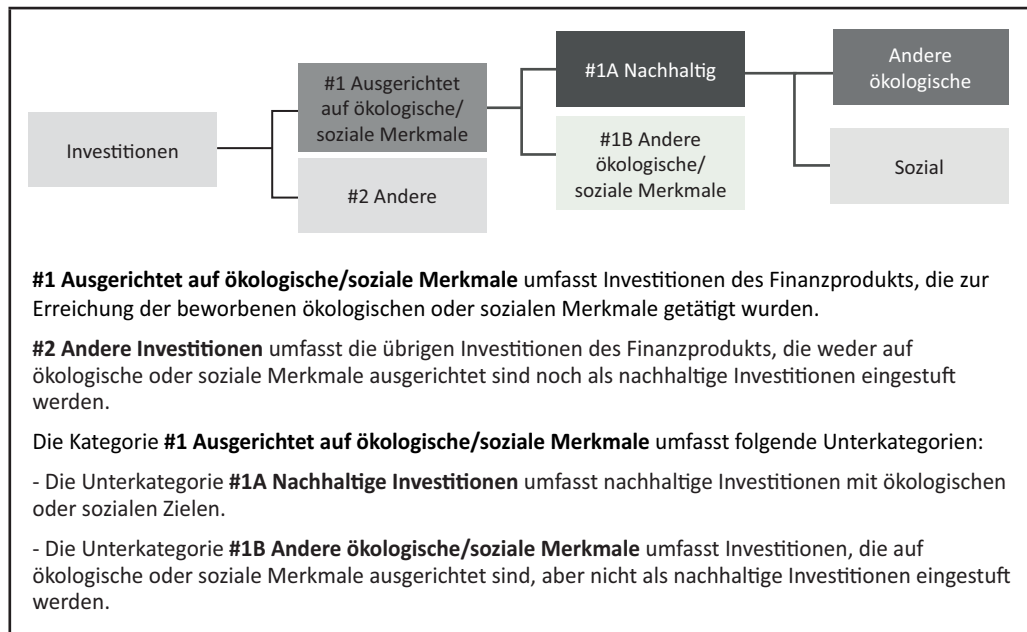 Investitionen
#1 Ausgerichtet
auf ökologische/
soziale Merkmale
#2 Andere
#1A Nachhaltig
#1B Andere
ökologische/
soziale Merkmale
Andere
ökologische
Sozial
#1 Ausgerichtet auf ökologische/soziale Merkmale umfasst Investitionen des Finanzprodukts, die zur
Erreichung der beworbenen ökologischen oder sozialen Merkmale getätigt wurden.
#2 Andere Investitionen umfasst die übrigen Investitionen des Finanzprodukts, die weder auf
ökologische oder soziale Merkmale ausgerichtet sind noch als nachhaltige Investitionen eingestuft
werden.
Die Kategorie #1 Ausgerichtet auf ökologische/soziale Merkmale umfasst folgende Unterkategorien:
- Die Unterkategorie #1A Nachhaltige Investitionen umfasst nachhaltige Investitionen mit ökologischen
oder sozialen Zielen.
- Die Unterkategorie #1B Andere ökologische/soziale Merkmale umfasst Investitionen, die auf
ökologische oder soziale Merkmale ausgerichtet sind, aber nicht als nachhaltige Investitionen eingestuft
werden.